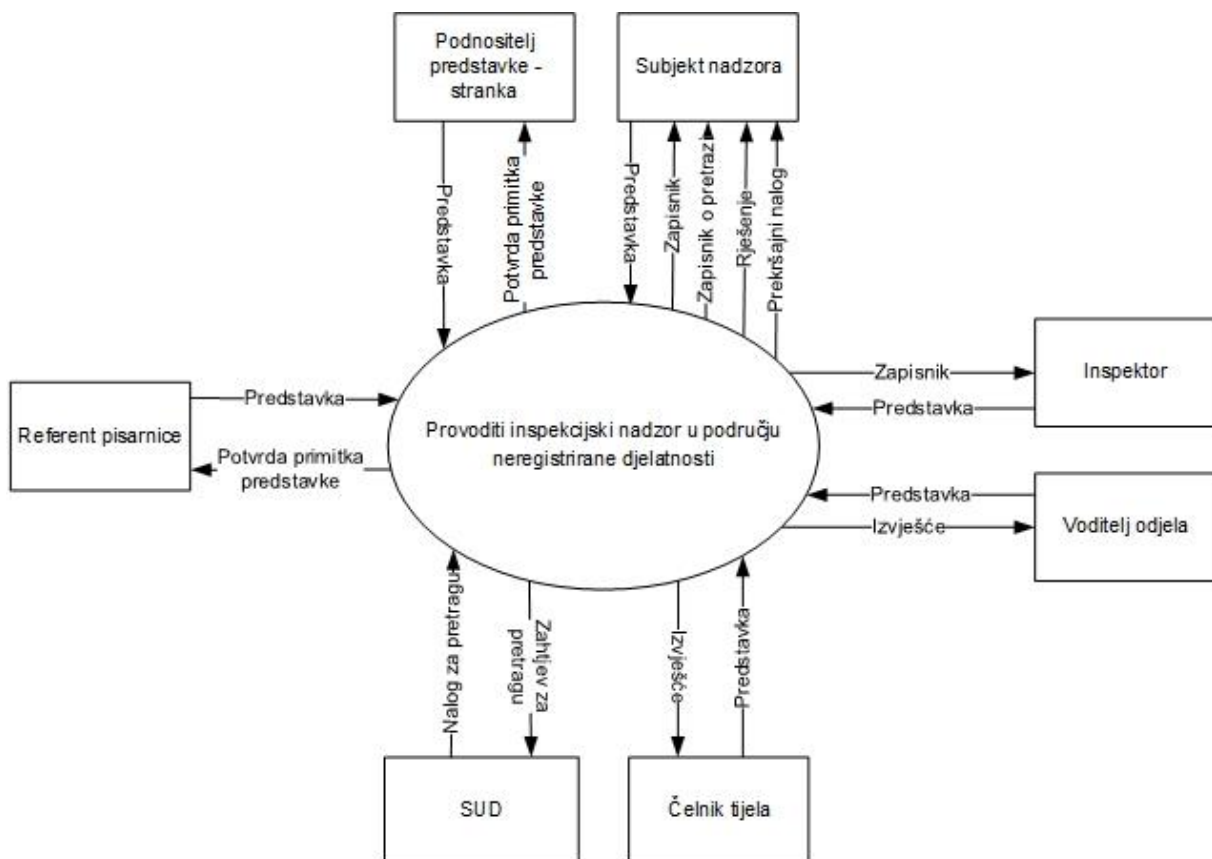 Podnositelj
predstavke -
stranka
Subjekt nadzora
Predstavka
Potvrda primitka
predstavke
Predstavka
Zapisnik
Zapisnik o pretrazi
Rješenje
Prekršajni nalog
Referent pisarnice
Predstavka
Potvrda primitka
predstavke
Provoditi inspekcijski nadzor u području
neregistrirane djelatnosti
Zapisnik
Predstavka
Inspektor
Predstavka
Izvješće
Voditelj odjela
Nalog za pretragu
Zahtjev za
pretragu
Izvješće
Predstavka
SUD
Čelnik tijela